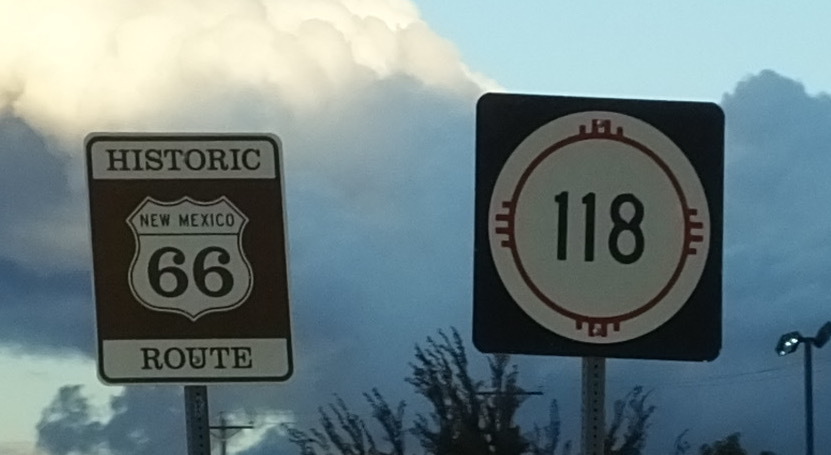 HISTORIC
NEW MEXICO
66
ROUTE
118